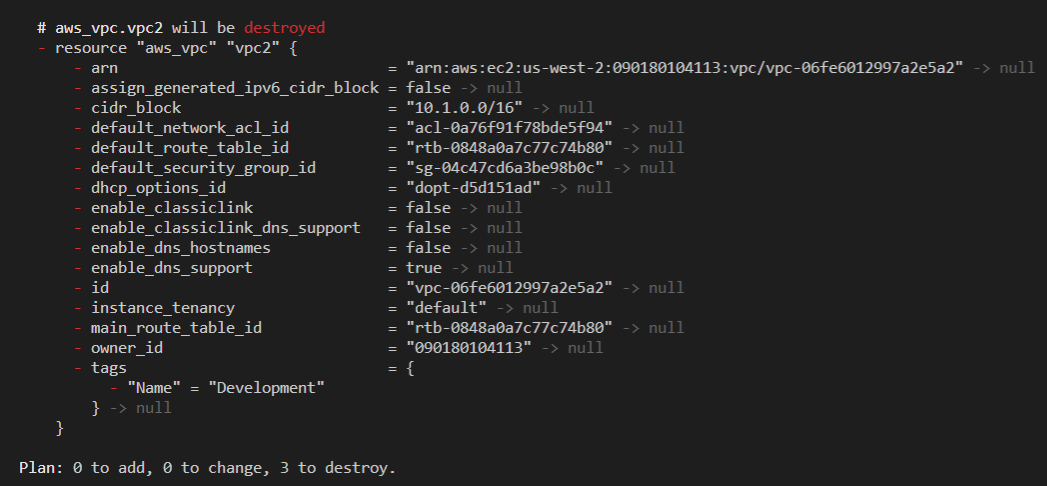 # aws_vpc.vpc2 will be destroyed
- resource "aws_vpc" "vpc2" {
- arn = "arn:aws:ec2:us-west-2:090180104113:vpc/vpc-06fe6012997a2e5a2" -> null
- assign_generated_ipv6_cidr_block = false -> null
- cidr_block = "10.1.0.0/16" -> null
- default_network_acl_id = "acl-0a76f91f78bde5f94" -> null
- default_route_table_id = "rtb-0848a0a7c77c74b80" -> null
- default_security_group_id = "sg-04c47cd6a3be98b0c" -> null
- dhcp_options_id = "dopt-d5d151ad" -> null
- enable_classiclink = false -> null
- enable_classiclink_dns_support = false -> null
- enable_dns_hostnames = false -> null
- enable_dns_support = true -> null
- id = "vpc-06fe6012997a2e5a2" -> null
- instance_tenancy = "default" -> null
- main_route_table_id = "rtb-0848a0a7c77c74b80" -> null
- owner_id = "090180104113" -> null
- tags = {
- "Name" = "Development"
} -> null
}
Plan: 0 to add, 0 to change, 3 to destroy.